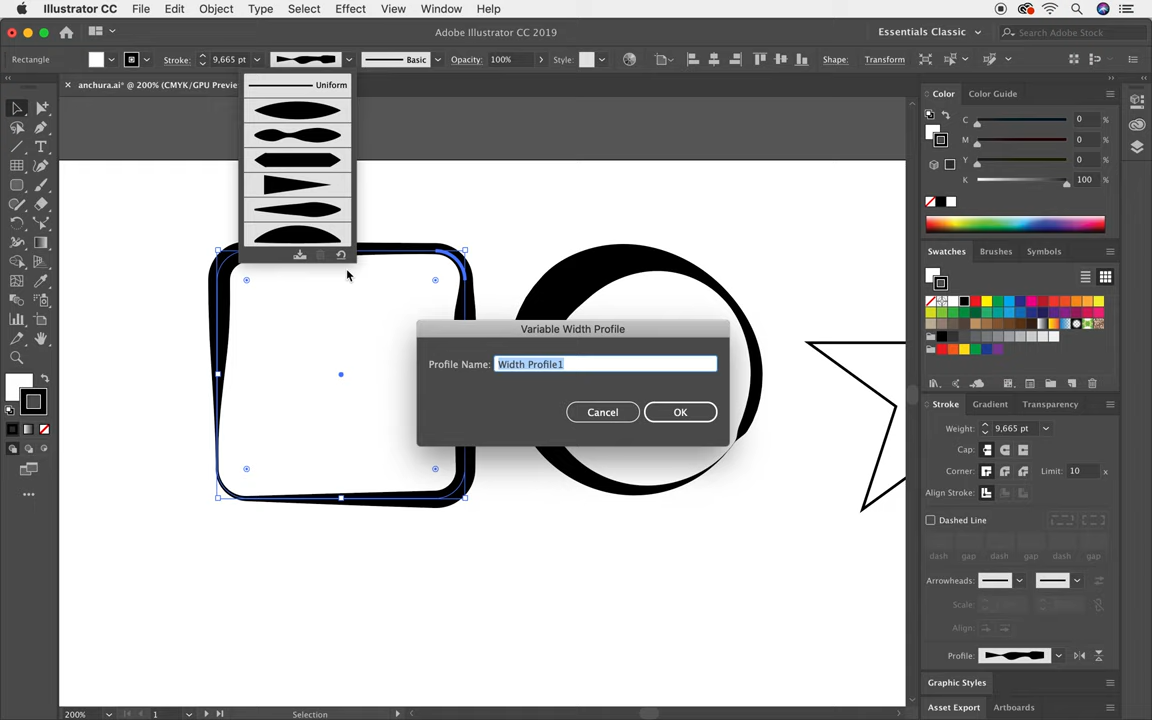 Illustrator CC File Edit Object Type Select Effect View Window Help
Adobe Illustrator CC 2019
Essentials Classic
Search Adobe Stock
Rectangle Stroke: 9,665 pt Basic Opacity: 100% Style: Shape: Transform
anchura.ai* @ 200% (CMYK/GPU Previe
Uniform
Color Color Guide
C 0 %
M 0 %
Y 0 %
K 100 %
Swatches Brushes Symbols
Variable Width Profile
Profile Name: Width Profile1
Cancel OK
Stroke Gradient Transparency
Weight: 9,665 pt
Cap:
Corner: Limit: 10 x
Align Stroke:
Dashed Line
dash gap dash gap dash gap
Arrowheads:
Scale:
Align:
Profile:
Graphic Styles
Asset Export Artboards
200% 1 Selection